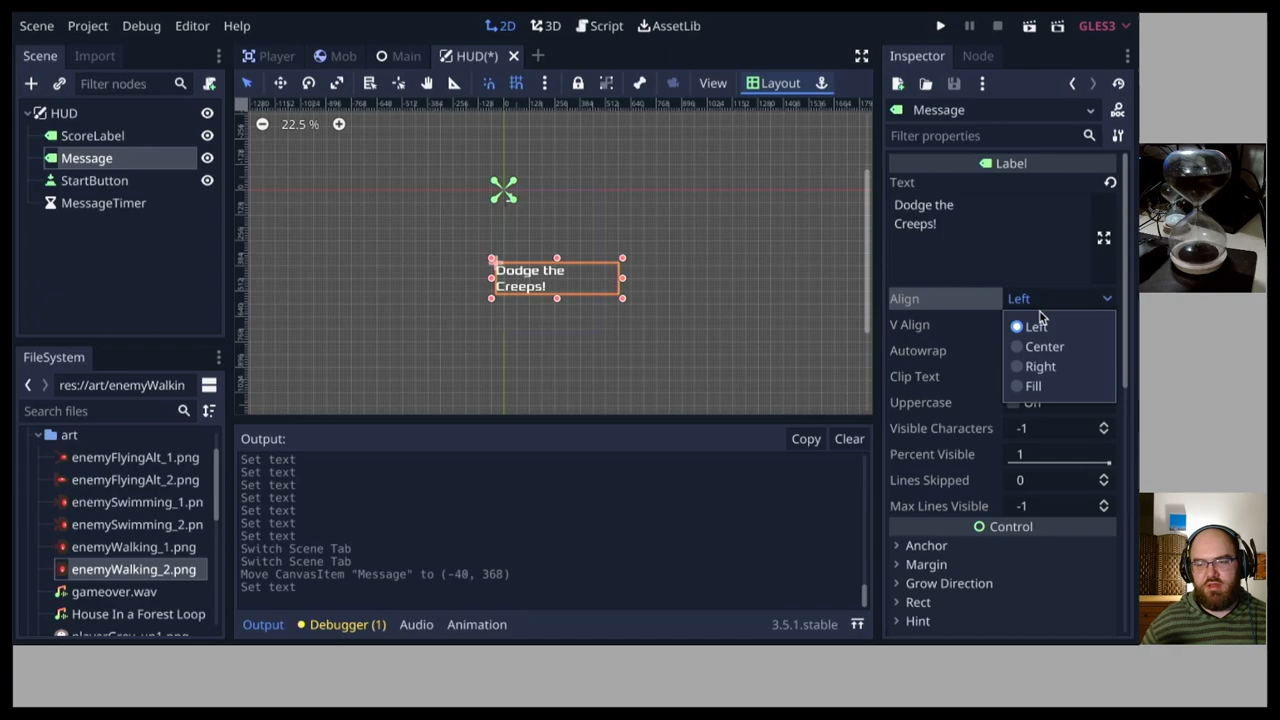 Scene Project Debug Editor Help
2D 3D Script AssetLib
GLES3
Scene Import
Player Mob Main HUD(*)
Inspector Node
Filter nodes
View Layout
22.5 %
HUD
ScoreLabel
Message
StartButton
MessageTimer
Dodge the
Creeps!
FileSystem
res://art/enemyWalkin
Search files
art
enemyFlyingAlt_1.png
enemyFlyingAlt_2.png
enemySwimming_1.pn
enemySwimming_2.pn
enemyWalking_1.png
enemyWalking_2.png
gameover.wav
House In a Forest Loop
playerGrey_up1.png
Output: Copy Clear
Set text
Set text
Set text
Set text
Set text
Set text
Set text
Switch Scene Tab
Switch Scene Tab
Move CanvasItem "Message" to (-40, 368)
Set text
Output Debugger (1) Audio Animation 3.5.1.stable
Message
Filter properties
Label
Text
Dodge the
Creeps!
Align Left
Left
Center
Right
Fill
V Align
Autowrap
Clip Text
Uppercase On
Visible Characters -1
Percent Visible 1
Lines Skipped 0
Max Lines Visible -1
Control
Anchor
Margin
Grow Direction
Rect
Hint